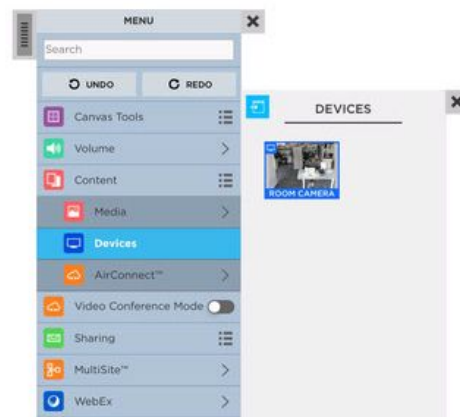 MENU
Search
UNDO
REDO
Canvas Tools
Volume
Content
Media
Devices
AirConnect™
Video Conference Mode
Sharing
MultiSite™
WebEx
DEVICES
ROOM CAMERA